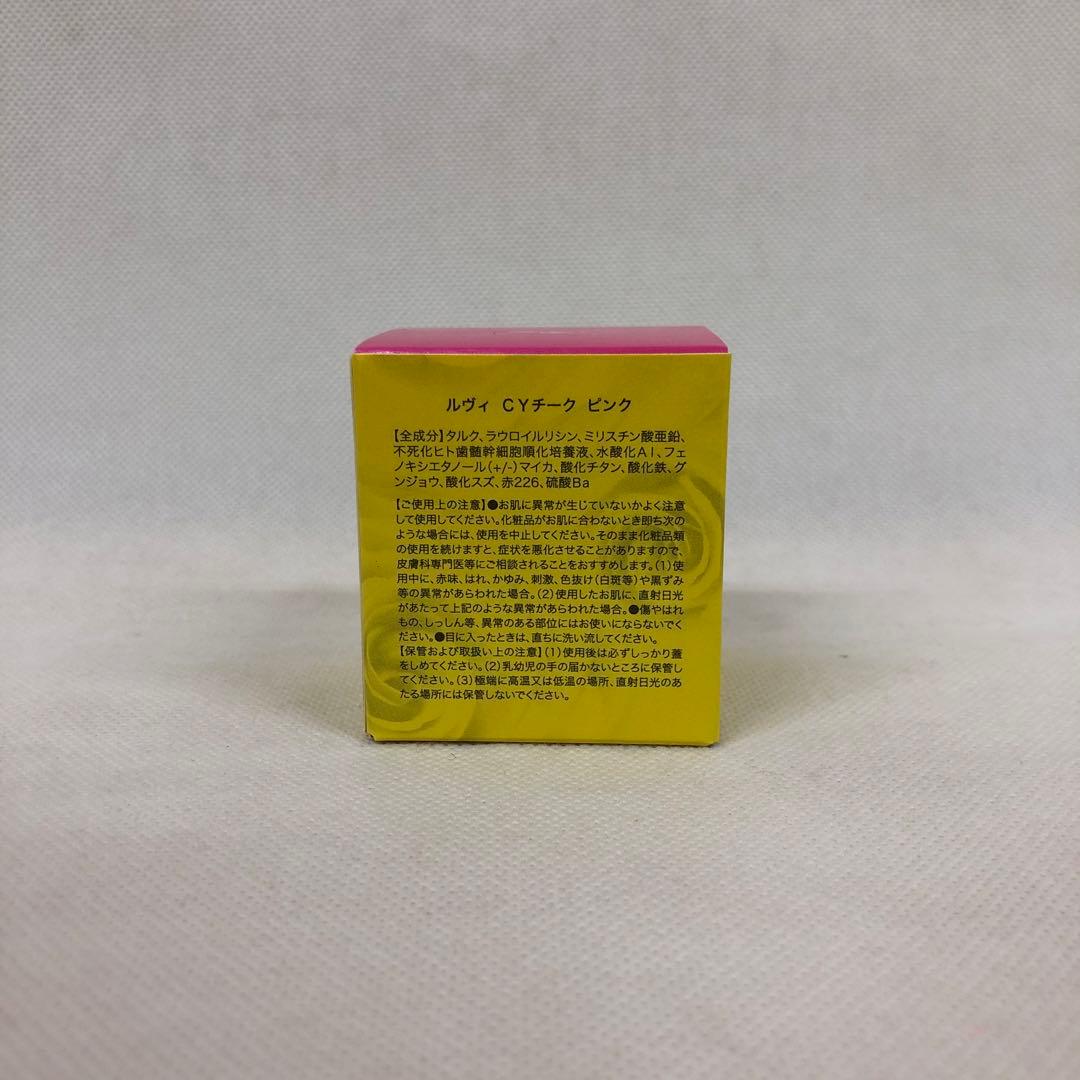 ルヴィ CYチーク ピンク
【全成分】タルク、ラウロイルリシン、ミリスチン酸亜鉛、
不死化ヒト歯髄幹細胞順化培養液、水酸化Al、フェ
ノキシエタノール(+/-)マイカ、酸化チタン、酸化鉄、グ
ンジョウ、酸化スズ、赤226、硫酸Ba
【ご使用上の注意】●お肌に異常が生じていないかよく注意
して使用してください。化粧品がお肌に合わないとき即ち次の
ような場合には、使用を中止してください。そのまま化粧品類
の使用を続けますと、症状を悪化させることがありますので、
皮膚科専門医等にご相談されることをおすすめします。(1)使
用中に、赤味、はれ、かゆみ、刺激、色抜け(白斑等)や黒ずみ
等の異常があらわれた場合。(2)使用したお肌に、直射日光
があたって上記のような異常があらわれた場合。●傷やはれ
もの、しっしん等、異常のある部位にはお使いにならないでく
ださい。●目に入ったときは、直ちに洗い流してください。
【保管および取扱い上の注意】(1)使用後は必ずしっかり蓋
をしめてください。(2)乳幼児の手の届かないところに保管し
てください。(3)極端に高温又は低温の場所、直射日光のあ
たる場所には保管しないでください。